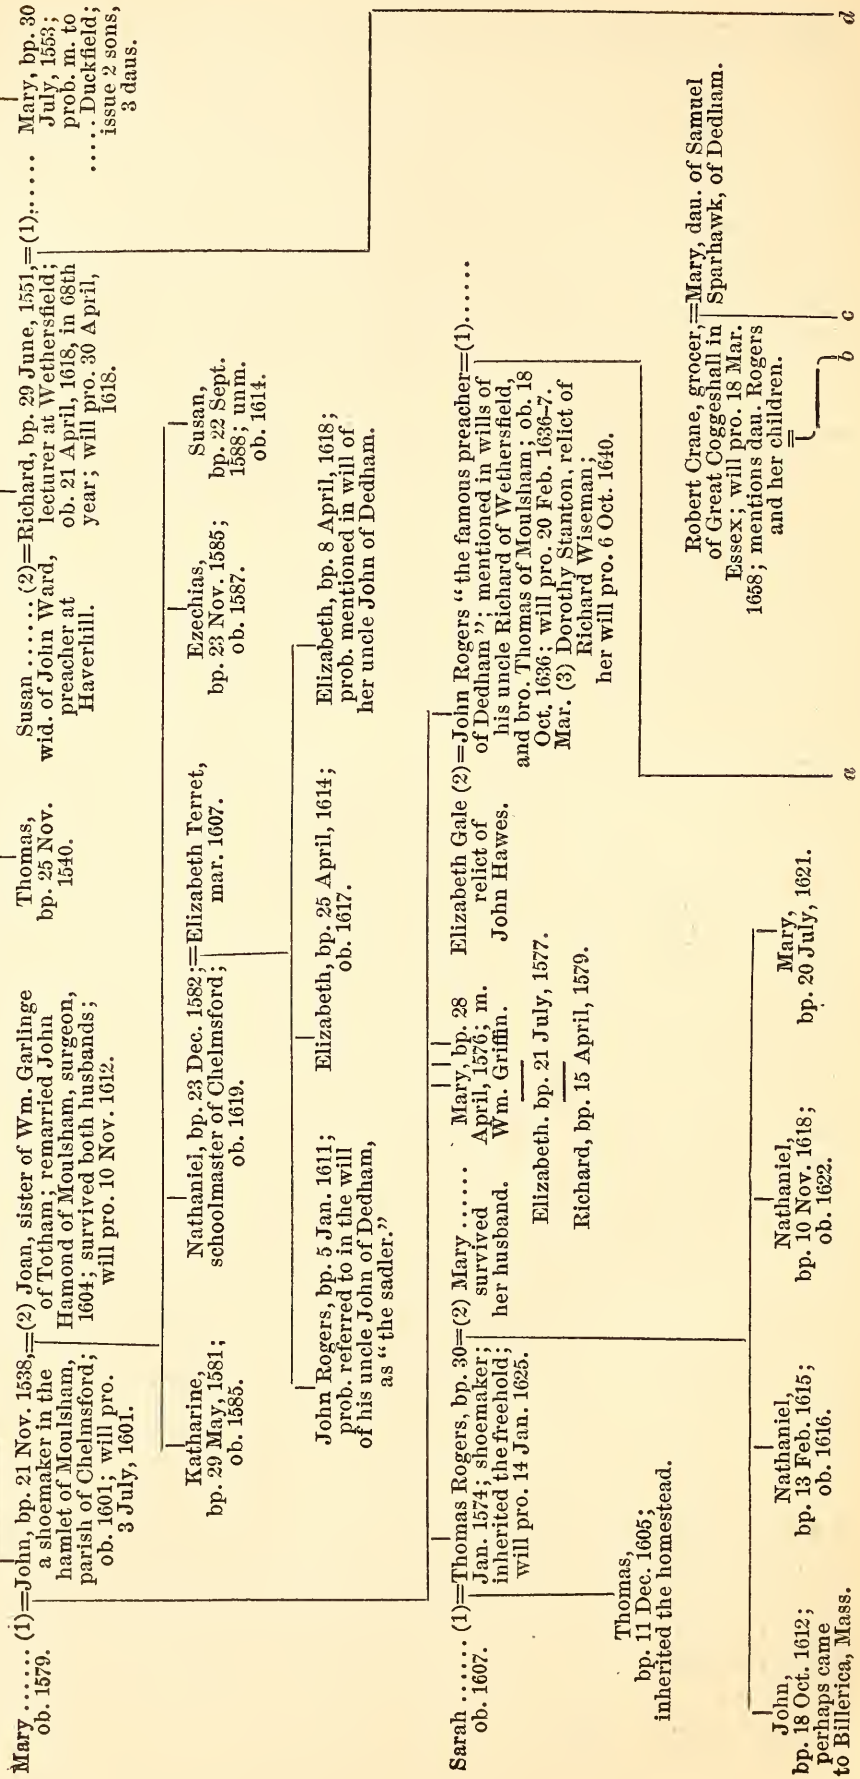 Mary ...... (1)=John, bp. 21 Nov. 1538,=(2) Joan, sister of Wm. Garlinge
ob. 1579.
a shoemaker in the
hamlet of Moulsham,
parish of Chelmsford;
ob. 1601; will pro.
3 July, 1601.
of Totham; remarried John
Hamond of Moulsham, surgeon,
1604; survived both husbands;
will pro. 10 Nov. 1612.
Thomas,
bp. 25 Nov.
1540.
Susan ...... (2)=Richard, bp. 29 June, 1551,=(1)......
wid. of John Ward,
preacher at
Haverhill.
lecturer at Wethersfield;
ob. 21 April, 1618, in 68th
year; will pro. 30 April,
1618.
Mary, bp. 30
July, 1553;
prob. m. to
..... Duckfield;
issue 2 sons,
3 daus.
Katharine,
bp. 29 May, 1581;
ob. 1585.
Nathaniel, bp. 23 Dec. 1582;=Elizabeth Terret,
schoolmaster of Chelmsford;
ob. 1619.
mar. 1607.
Ezechias,
bp. 23 Nov. 1585;
ob. 1587.
Susan,
bp. 22 Sept.
1588; unm.
ob. 1614.
John Rogers, bp. 5 Jan. 1611;
prob. referred to in the will
of his uncle John of Dedham,
as "the sadler."
Elizabeth, bp. 25 April, 1614;
ob. 1617.
Elizabeth, bp. 8 April, 1618;
prob. mentioned in will of
her uncle John of Dedham.
Sarah ...... (1)=Thomas Rogers, bp. 30=(2) Mary ......
ob. 1607.
Jan. 1574; shoemaker;
inherited the freehold;
will pro. 14 Jan. 1625.
survived
her husband.
Mary, bp. 28
April, 1576; m.
Wm. Griffin.
Elizabeth. bp. 21 July, 1577.
Richard, bp. 15 April, 1579.
Elizabeth Gale (2)=John Rogers "the famous preacher=(1)......
relict of
John Hawes.
of Dedham"; mentioned in wills of
his uncle Richard of Wethersfield,
and bro. Thomas of Moulsham; ob. 18
Oct. 1636; will pro. 20 Feb. 1636-7.
Mar. (3) Dorothy Stanton, relict of
Richard Wiseman;
her will pro. 6 Oct. 1640.
Thomas,
bp. 11 Dec. 1605;
inherited the homestead.
Robert Crane, grocer,=Mary, dau. of Samuel
of Great Coggeshall in
Essex; will pro. 18 Mar.
1658; mentions dau. Rogers
and her children.
Sparhawk, of Dedham.
John,
bp. 18 Oct. 1612;
perhaps came
to Billerica, Mass.
Nathaniel,
bp. 13 Feb. 1615;
ob. 1616.
Nathaniel,
bp. 10 Nov. 1618;
ob. 1622.
Mary,
bp. 20 July, 1621.
a
b
c
d